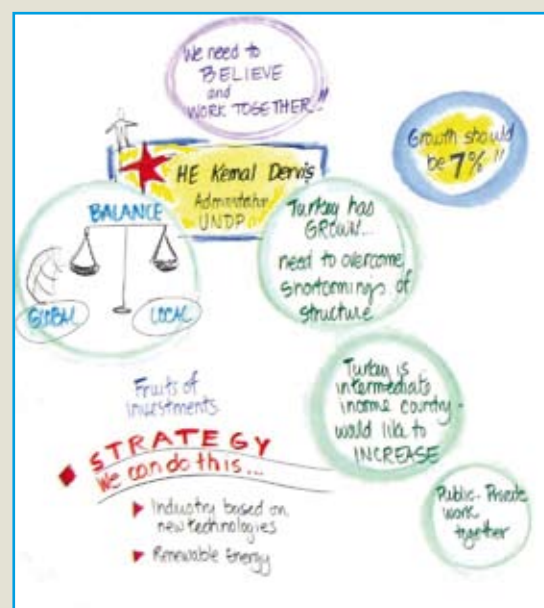 We need to
BELIEVE
and
WORK TOGETHER!!
Growth should
be 7%!!
HE Kemal Derviş
Administrator
UNDP
BALANCE
GLOBAL
LOCAL
Turkey has
GROWN...
need to overcome
shortcomings of
structure
Turkey is
intermediate
income country -
would like to
INCREASE
Fruits of
investments
STRATEGY
We can do this...
Industry based on
new technologies
Renewable Energy
Public-Private
work
together